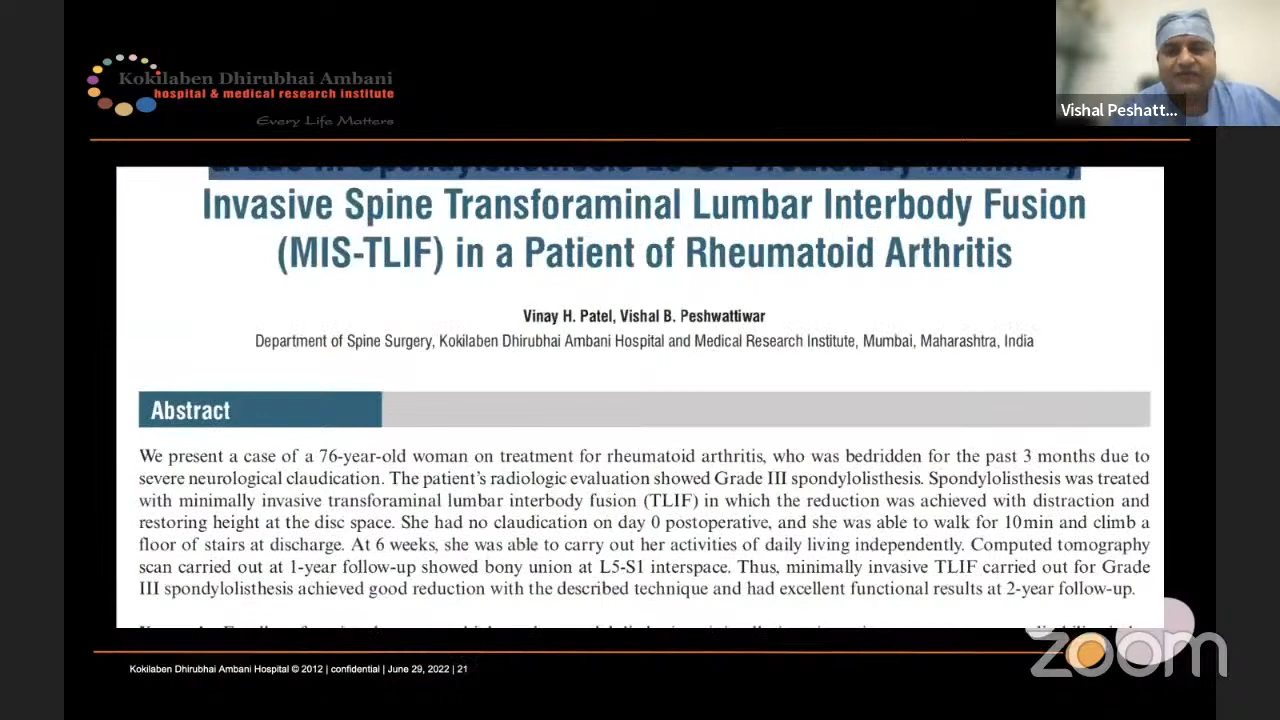 Kokilaben Dhirubhai Ambani
hospital & medical research institute
Every Life Matters
Vishal Peshatt...
Invasive Spine Transforaminal Lumbar Interbody Fusion
(MIS-TLIF) in a Patient of Rheumatoid Arthritis
Vinay H. Patel, Vishal B. Peshwattiwar
Department of Spine Surgery, Kokilaben Dhirubhai Ambani Hospital and Medical Research Institute, Mumbai, Maharashtra, India
Abstract
We present a case of a 76-year-old woman on treatment for rheumatoid arthritis, who was bedridden for the past 3 months due to
severe neurological claudication. The patient's radiologic evaluation showed Grade III spondylolisthesis. Spondylolisthesis was treated
with minimally invasive transforaminal lumbar interbody fusion (TLIF) in which the reduction was achieved with distraction and
restoring height at the disc space. She had no claudication on day 0 postoperative, and she was able to walk for 10min and climb a
floor of stairs at discharge. At 6 weeks, she was able to carry out her activities of daily living independently. Computed tomography
scan carried out at 1-year follow-up showed bony union at L5-S1 interspace. Thus, minimally invasive TLIF carried out for Grade
III spondylolisthesis achieved good reduction with the described technique and had excellent functional results at 2-year follow-up.
zoom
Kokilaben Dhirubhai Ambani Hospital © 2012 | confidential | June 29, 2022 | 21